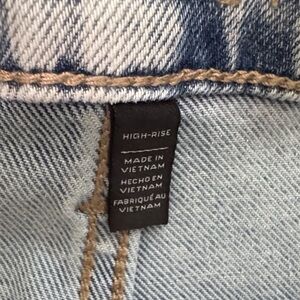 HIGH-RISE
MADE IN
VIETNAM
HECHO EN
VIETNAM
FABRIQUÉ AU
VIETNAM